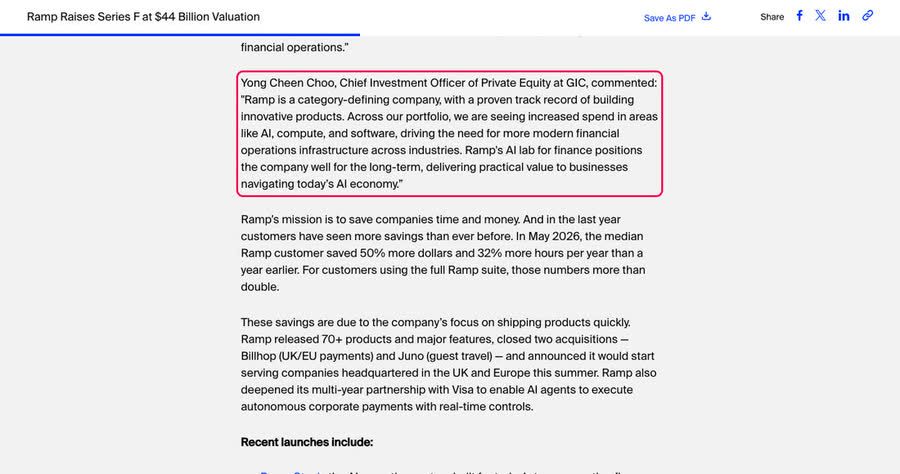 Ramp Raises Series F at $44 Billion Valuation
Save As PDF
Share
financial operations.”
Yong Cheen Choo, Chief Investment Officer of Private Equity at GIC, commented:
“Ramp is a category-defining company, with a proven track record of building
innovative products. Across our portfolio, we are seeing increased spend in areas
like AI, compute, and software, driving the need for more modern financial
operations infrastructure across industries. Ramp’s AI lab for finance positions
the company well for the long-term, delivering practical value to businesses
navigating today’s AI economy.”
Ramp’s mission is to save companies time and money. And in the last year
customers have seen more savings than ever before. In May 2026, the median
Ramp customer saved 50% more dollars and 32% more hours per year than a
year earlier. For customers using the full Ramp suite, those numbers more than
double.
These savings are due to the company’s focus on shipping products quickly.
Ramp released 70+ products and major features, closed two acquisitions —
Billhop (UK/EU payments) and Juno (guest travel) — and announced it would start
serving companies headquartered in the UK and Europe this summer. Ramp also
deepened its multi-year partnership with Visa to enable AI agents to execute
autonomous corporate payments with real-time controls.
Recent launches include: